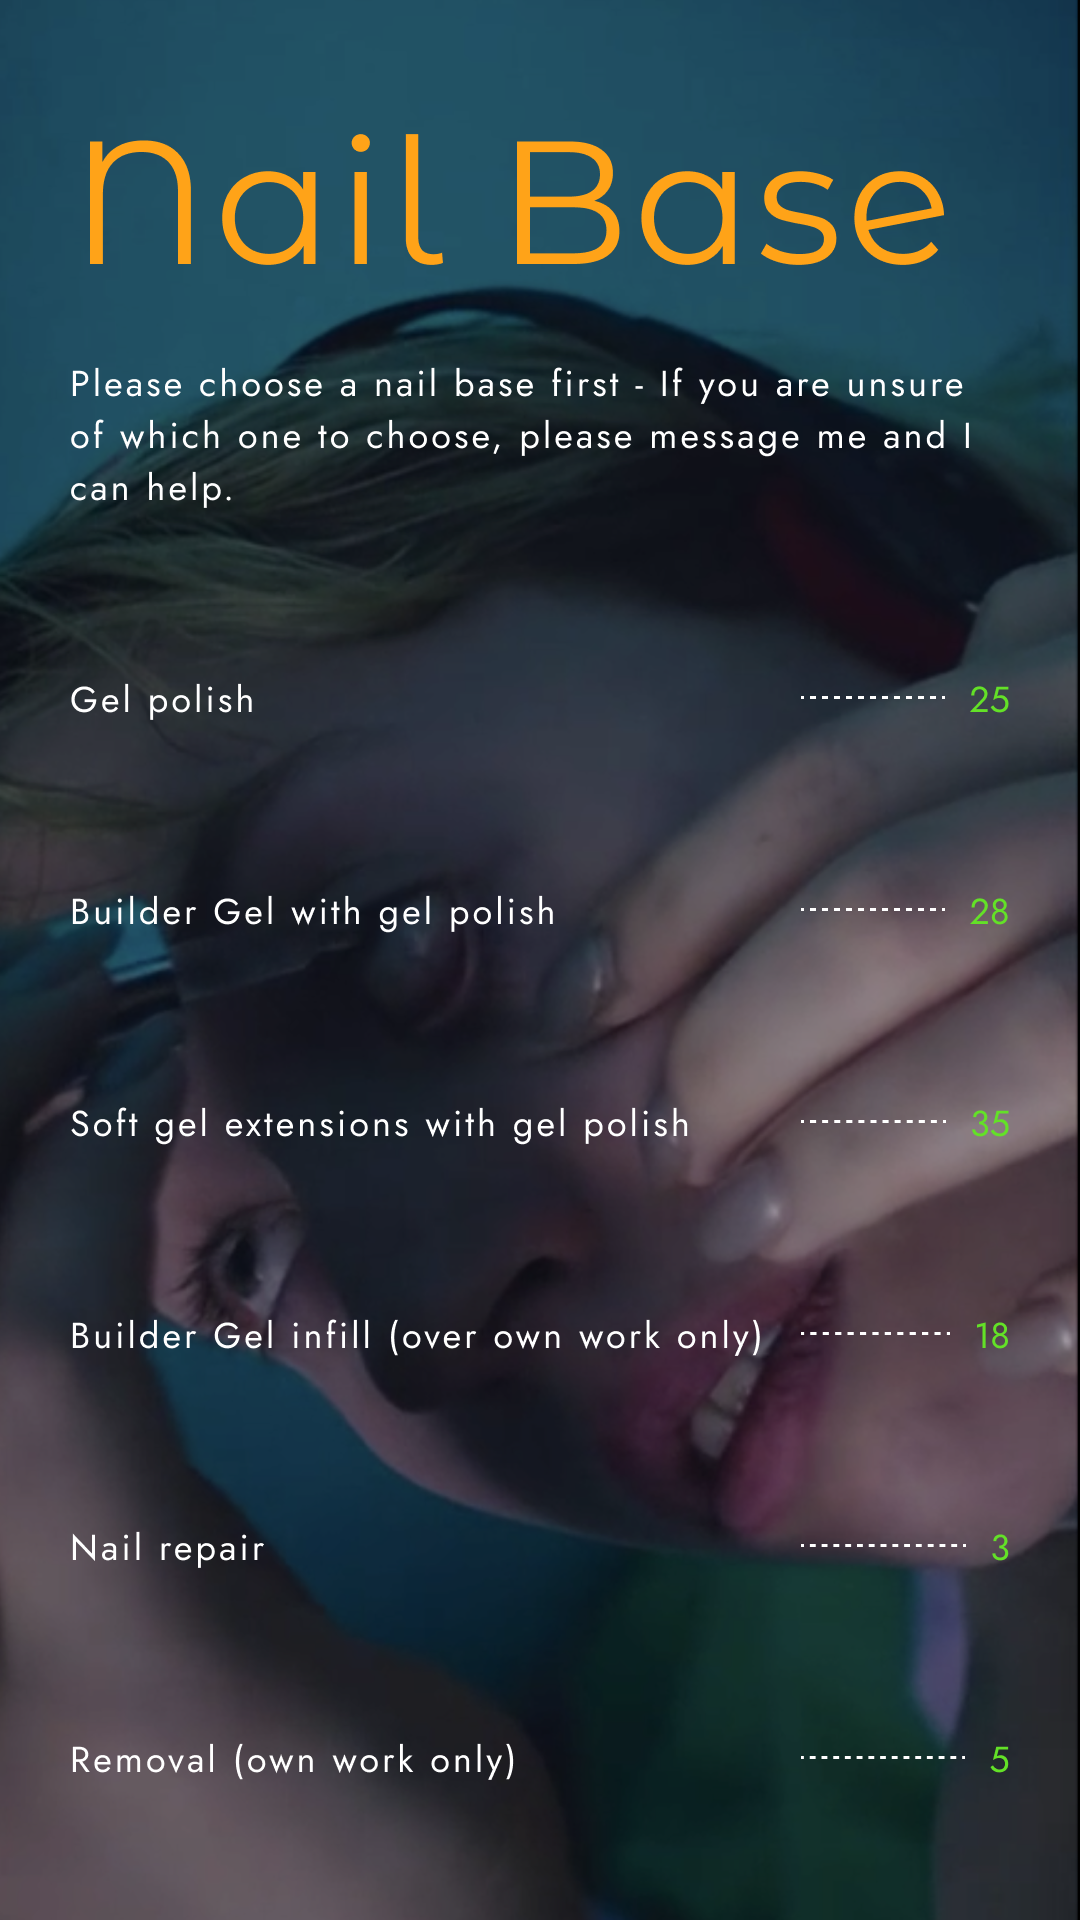 Nail Base
Please choose a nail base first - If you are unsure
of which one to choose, please message me and I
can help.
Gel polish ------------ 25
Builder Gel with gel polish ------------ 28
Soft gel extensions with gel polish ------------ 35
Builder Gel infill (over own work only) ------------ 18
Nail repair ------------ 3
Removal (own work only) ------------ 5